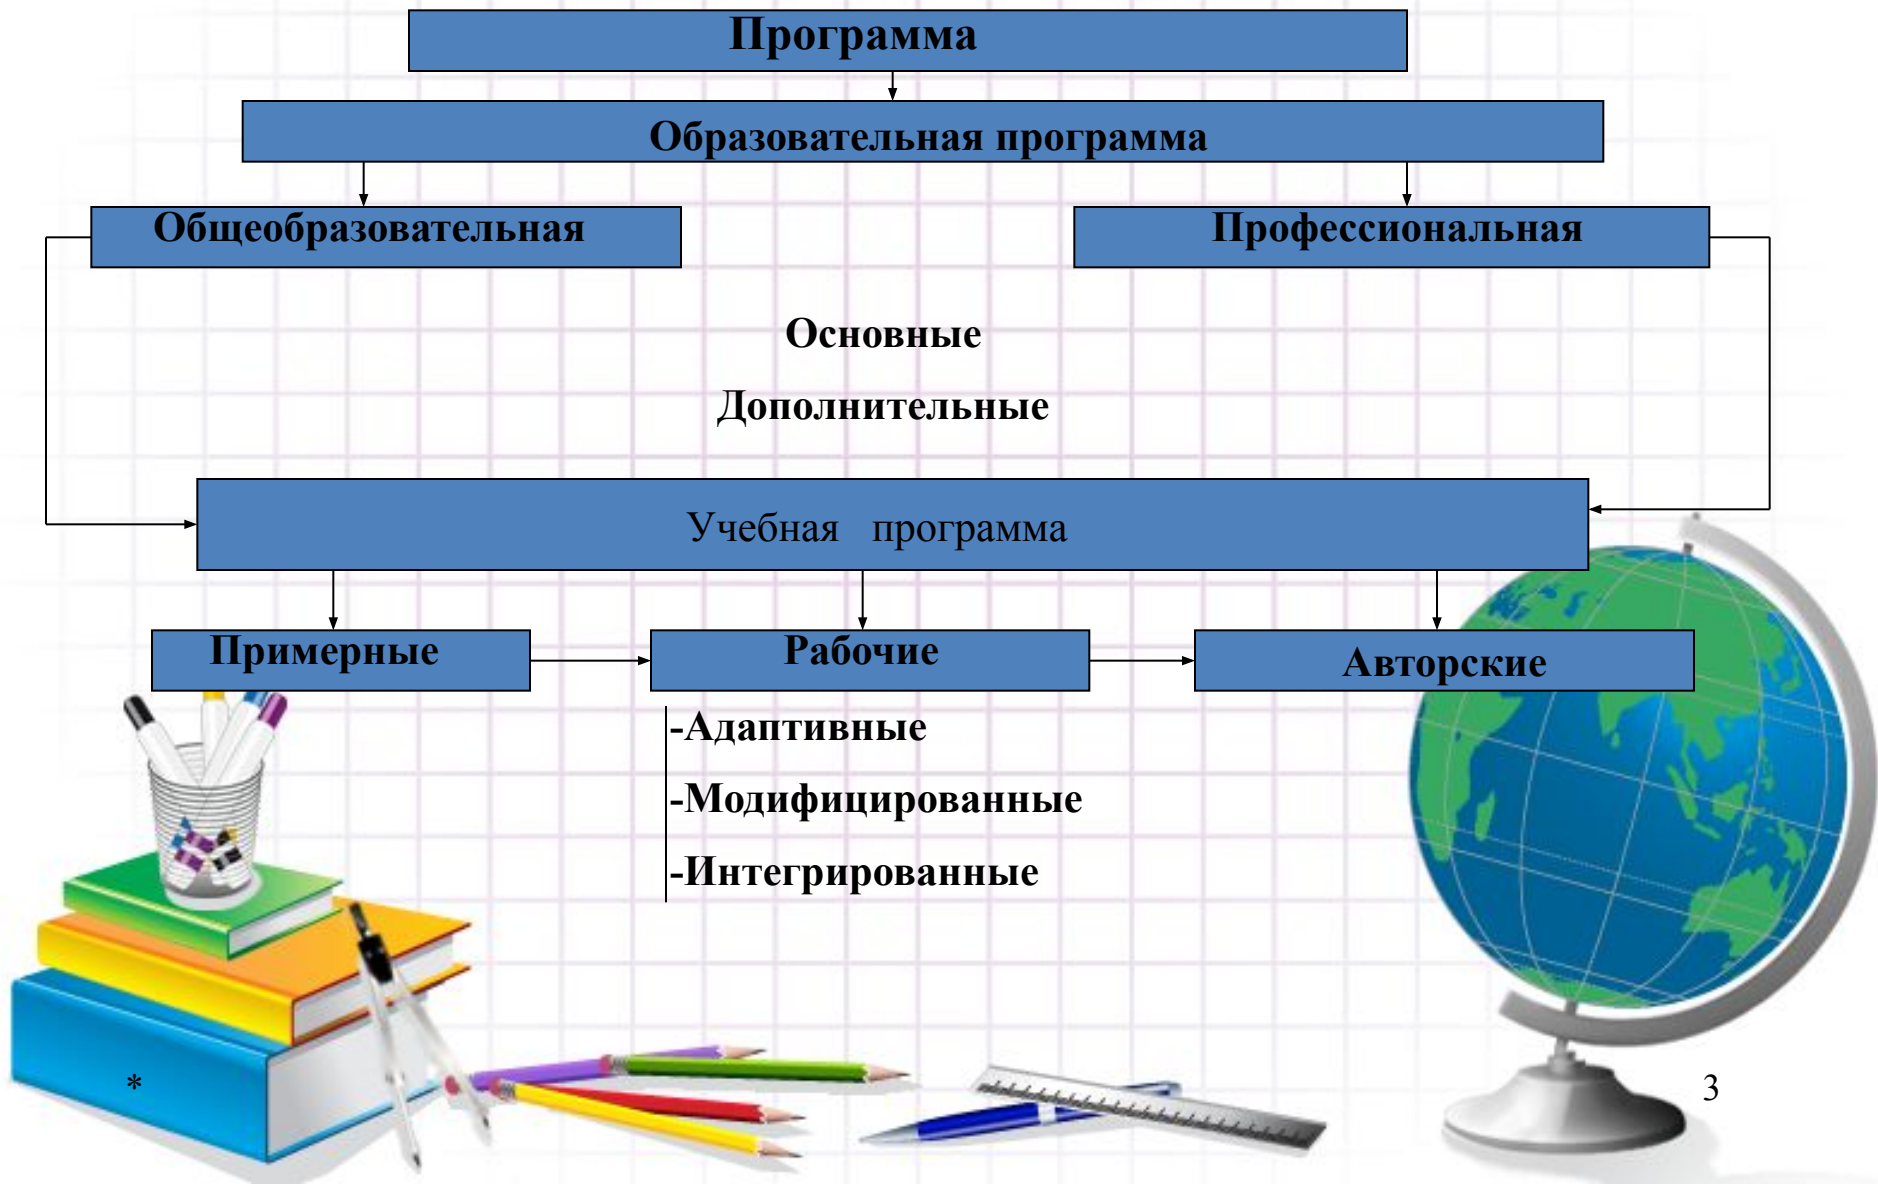 Программа
Образовательная программа
Общеобразовательная
Профессиональная
Основные
Дополнительные
Учебная программа
Примерные
Рабочие
Авторские
-Адаптивные
-Модифицированные
-Интегрированные
*
3